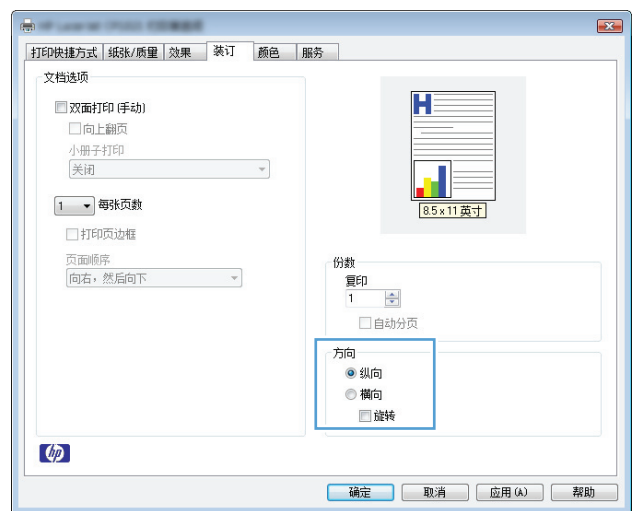 打印快捷方式 纸张/质量 效果 装订 颜色 服务
文档选项
双面打印 (手动)
向上翻页
小册子打印
关闭
1 每张页数
打印页边框
页面顺序
向右，然后向下
H
8.5 x 11 英寸
份数
复印
1
自动分页
方向
纵向
横向
旋转
hp
确定 取消 应用 (A) 帮助